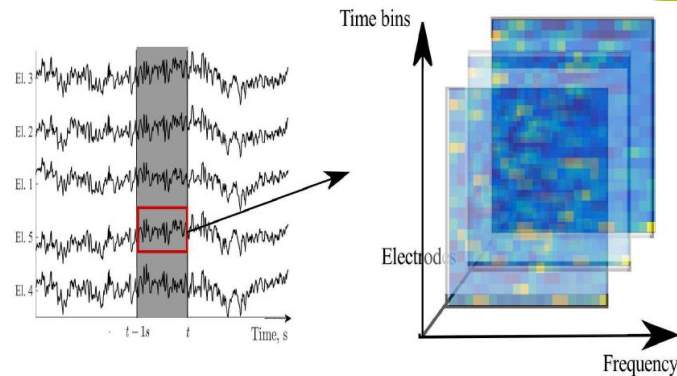 El. 3
El. 2
El. 1
El. 5
El. 4
t − 1s
t
Time, s
Time bins
Electrodes
Frequency